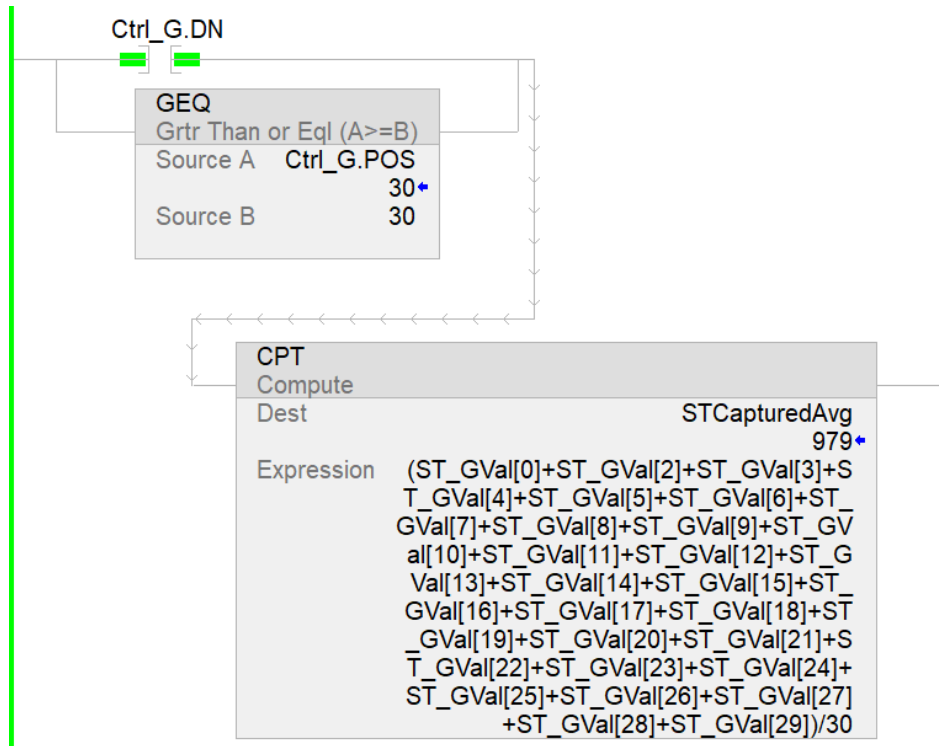 Ctrl_G.DN
GEQ
Grtr Than or Eql (A>=B)
Source A Ctrl_G.POS
30
Source B 30
CPT
Compute
Dest STCapturedAvg
979
Expression (ST_GVal[0]+ST_GVal[2]+ST_GVal[3]+S
T_GVal[4]+ST_GVal[5]+ST_GVal[6]+ST_
GVal[7]+ST_GVal[8]+ST_GVal[9]+ST_GV
al[10]+ST_GVal[11]+ST_GVal[12]+ST_G
Val[13]+ST_GVal[14]+ST_GVal[15]+ST_
GVal[16]+ST_GVal[17]+ST_GVal[18]+ST
_GVal[19]+ST_GVal[20]+ST_GVal[21]+S
T_GVal[22]+ST_GVal[23]+ST_GVal[24]+
ST_GVal[25]+ST_GVal[26]+ST_GVal[27]
+ST_GVal[28]+ST_GVal[29])/30